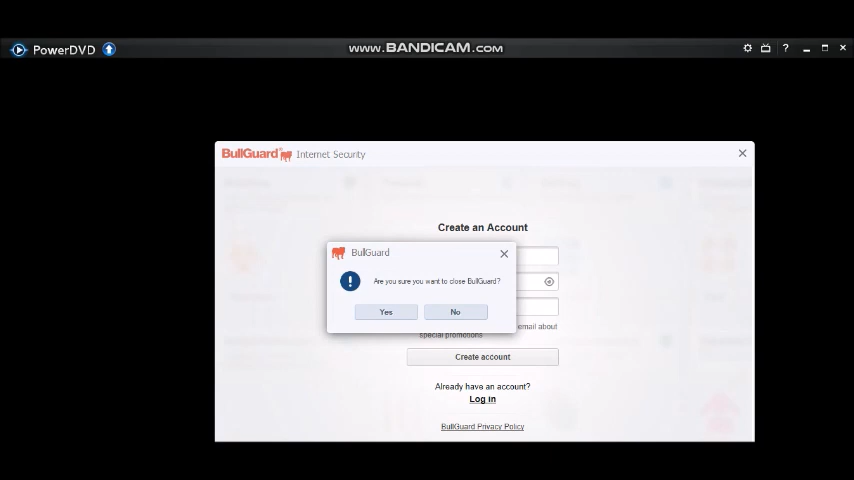 PowerDVD
www.BANDICAM.com
?
BullGuard Internet Security
Create an Account
BullGuard
Are you sure you want to close BullGuard?
Yes
No
email about
special promotions
Create account
Already have an account?
Log in
BullGuard Privacy Policy